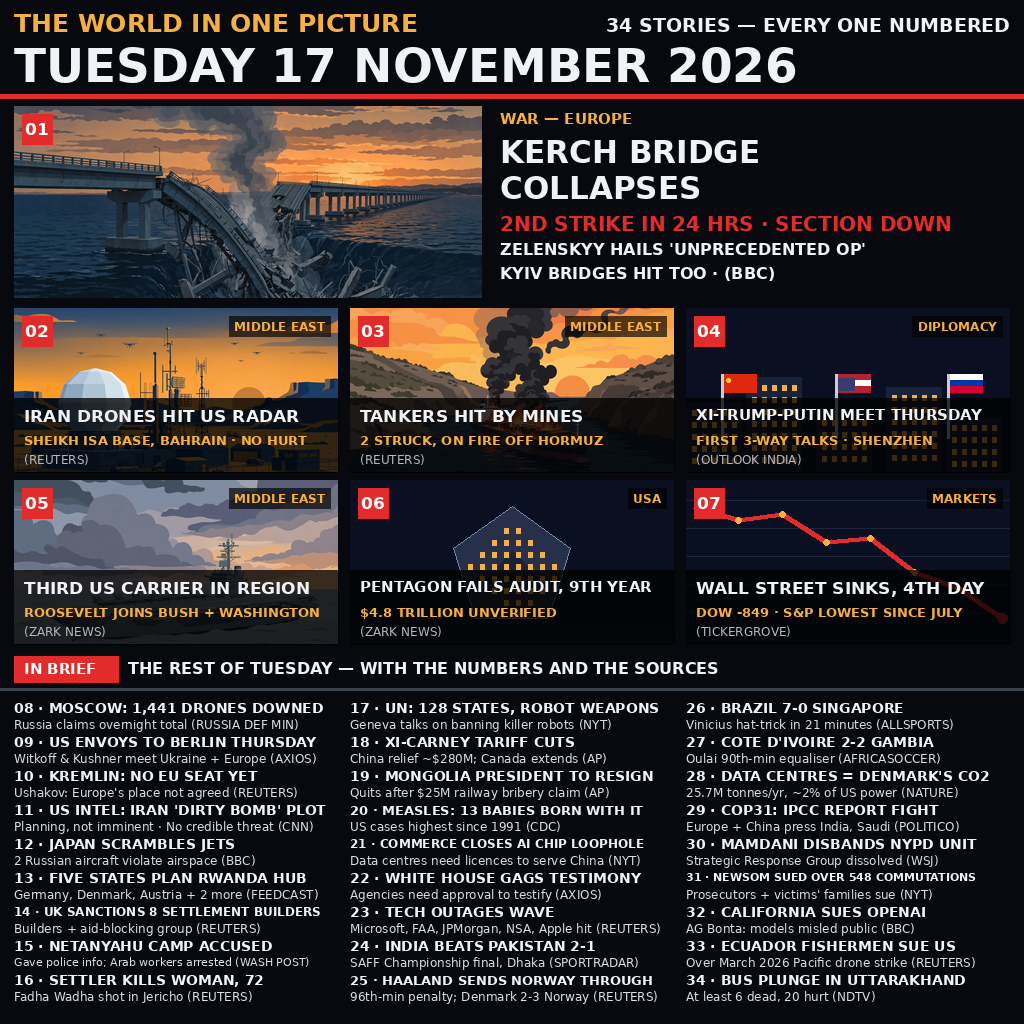 THE WORLD IN ONE PICTURE
34 STORIES — EVERY ONE NUMBERED
TUESDAY 17 NOVEMBER 2026
01
WAR — EUROPE
KERCH BRIDGE
COLLAPSES
2ND STRIKE IN 24 HRS · SECTION DOWN
ZELENSKYY HAILS 'UNPRECEDENTED OP'
KYIV BRIDGES HIT TOO · (BBC)
02
MIDDLE EAST
IRAN DRONES HIT US RADAR
SHEIKH ISA BASE, BAHRAIN · NO HURT
(REUTERS)
03
MIDDLE EAST
TANKERS HIT BY MINES
2 STRUCK, ON FIRE OFF HORMUZ
(REUTERS)
04
DIPLOMACY
XI-TRUMP-PUTIN MEET THURSDAY
FIRST 3-WAY TALKS · SHENZHEN
(OUTLOOK INDIA)
05
MIDDLE EAST
THIRD US CARRIER IN REGION
ROOSEVELT JOINS BUSH + WASHINGTON
(ZARK NEWS)
06
USA
PENTAGON FAILS AUDIT, 9TH YEAR
$4.8 TRILLION UNVERIFIED
(ZARK NEWS)
07
MARKETS
WALL STREET SINKS, 4TH DAY
DOW -849 · S&P LOWEST SINCE JULY
(TICKERGROVE)
IN BRIEF
THE REST OF TUESDAY — WITH THE NUMBERS AND THE SOURCES
08 · MOSCOW: 1,441 DRONES DOWNED
Russia claims overnight total (RUSSIA DEF MIN)
09 · US ENVOYS TO BERLIN THURSDAY
Witkoff & Kushner meet Ukraine + Europe (AXIOS)
10 · KREMLIN: NO EU SEAT YET
Ushakov: Europe's place not agreed (REUTERS)
11 · US INTEL: IRAN 'DIRTY BOMB' PLOT
Planning, not imminent · No credible threat (CNN)
12 · JAPAN SCRAMBLES JETS
2 Russian aircraft violate airspace (BBC)
13 · FIVE STATES PLAN RWANDA HUB
Germany, Denmark, Austria + 2 more (FEEDCAST)
14 · UK SANCTIONS 8 SETTLEMENT BUILDERS
Builders + aid-blocking group (REUTERS)
15 · NETANYAHU CAMP ACCUSED
Gave police info; Arab workers arrested (WASH POST)
16 · SETTLER KILLS WOMAN, 72
Fadha Wadha shot in Jericho (REUTERS)
17 · UN: 128 STATES, ROBOT WEAPONS
Geneva talks on banning killer robots (NYT)
18 · XI-CARNEY TARIFF CUTS
China relief ~$280M; Canada extends (AP)
19 · MONGOLIA PRESIDENT TO RESIGN
Quits after $25M railway bribery claim (AP)
20 · MEASLES: 13 BABIES BORN WITH IT
US cases highest since 1991 (CDC)
21 · COMMERCE CLOSES AI CHIP LOOPHOLE
Data centres need licences to serve China (NYT)
22 · WHITE HOUSE GAGS TESTIMONY
Agencies need approval to testify (AXIOS)
23 · TECH OUTAGES WAVE
Microsoft, FAA, JPMorgan, NSA, Apple hit (REUTERS)
24 · INDIA BEATS PAKISTAN 2-1
SAFF Championship final, Dhaka (SPORTRADAR)
25 · HAALAND SENDS NORWAY THROUGH
96th-min penalty; Denmark 2-3 Norway (REUTERS)
26 · BRAZIL 7-0 SINGAPORE
Vinicius hat-trick in 21 minutes (ALLSPORTS)
27 · COTE D'IVOIRE 2-2 GAMBIA
Oulai 90th-min equaliser (AFRICASOCCER)
28 · DATA CENTRES = DENMARK'S CO2
25.7M tonnes/yr, ~2% of US power (NATURE)
29 · COP31: IPCC REPORT FIGHT
Europe + China press India, Saudi (POLITICO)
30 · MAMDANI DISBANDS NYPD UNIT
Strategic Response Group dissolved (WSJ)
31 · NEWSOM SUED OVER 548 COMMUTATIONS
Prosecutors + victims' families sue (NYT)
32 · CALIFORNIA SUES OPENAI
AG Bonta: models misled public (BBC)
33 · ECUADOR FISHERMEN SUE US
Over March 2026 Pacific drone strike (REUTERS)
34 · BUS PLUNGE IN UTTARAKHAND
At least 6 dead, 20 hurt (NDTV)